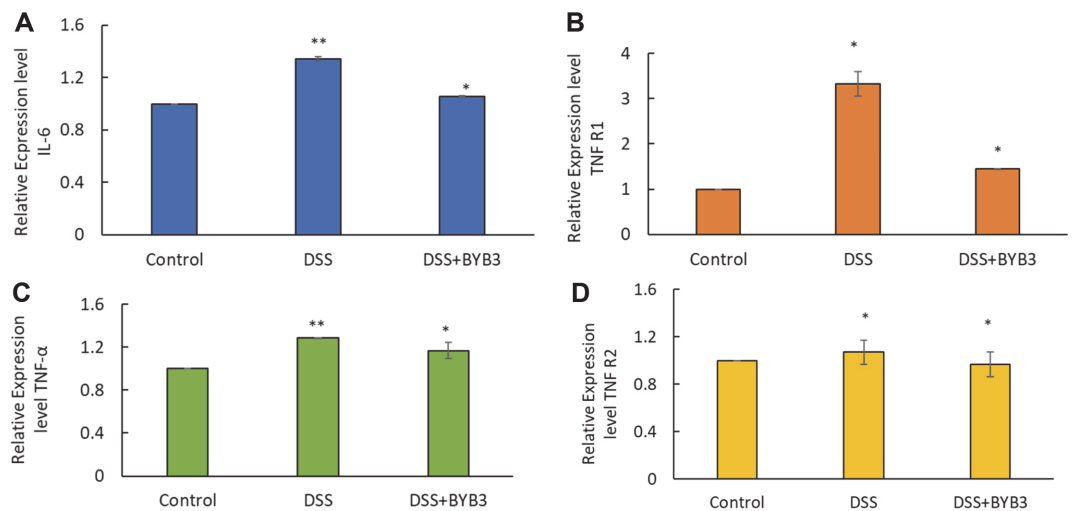 A
Relative Ecpression level
IL-6
1.6
1.2
0.8
0.4
0
**
*
Control
DSS
DSS+BYB3
B
Relative Expression level
TNF R1
4
3
2
1
0
*
*
Control
DSS
DSS+BYB3
C
Relative Expression
level TNF-α
1.6
1.2
0.8
0.4
0
**
*
Control
DSS
DSS+BYB3
D
Relative Expression
level TNF R2
1.6
1.2
0.8
0.4
0
*
*
Control
DSS
DSS+BYB3